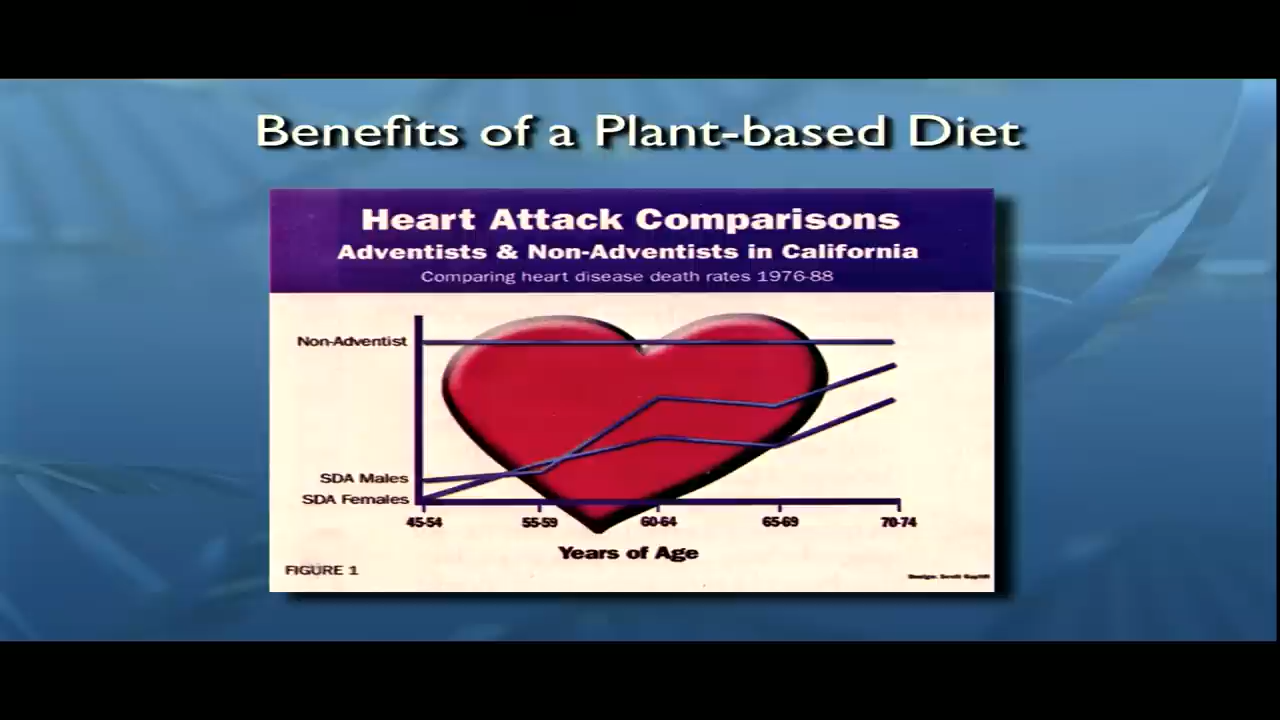 Benefits of a Plant-based Diet
Heart Attack Comparisons
Adventists & Non-Adventists in California
Comparing heart disease death rates 1976-88
Non-Adventist
SDA Males
SDA Females
45-54 55-59 60-64 65-69 70-74
Years of Age
FIGURE 1
Design: Scott